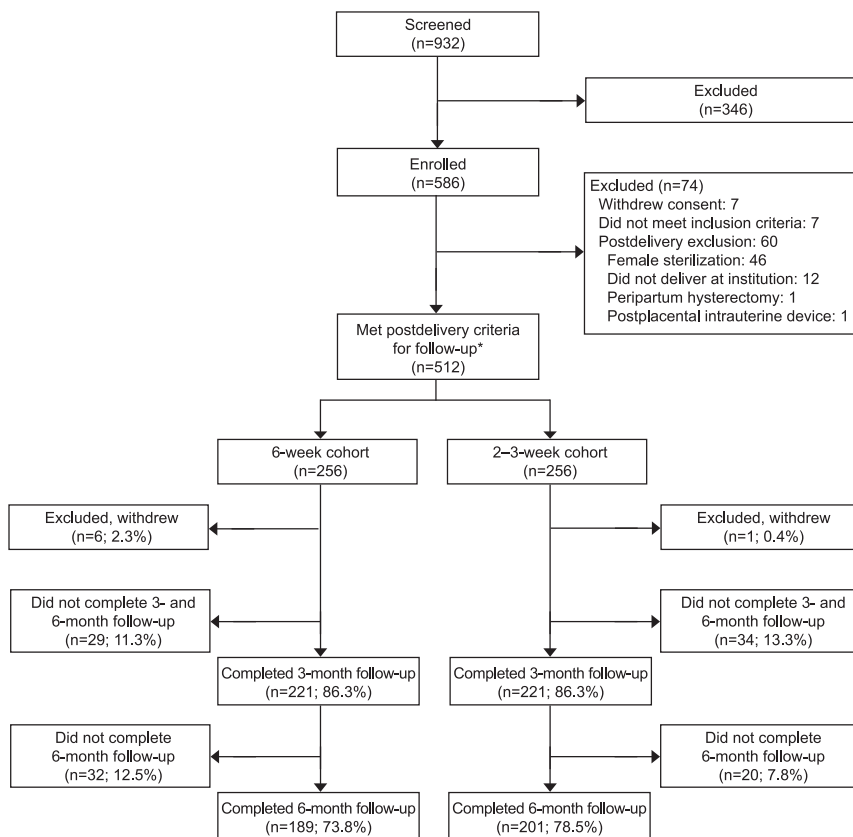 Screened
(n=932)
Excluded
(n=346)
Enrolled
(n=586)
Excluded (n=74)
Withdrew consent: 7
Did not meet inclusion criteria: 7
Postdelivery exclusion: 60
Female sterilization: 46
Did not deliver at institution: 12
Peripartum hysterectomy: 1
Postplacental intrauterine device: 1
Met postdelivery criteria
for follow-up*
(n=512)
6-week cohort
(n=256)
2–3-week cohort
(n=256)
Excluded, withdrew
(n=6; 2.3%)
Excluded, withdrew
(n=1; 0.4%)
Did not complete 3- and
6-month follow-up
(n=29; 11.3%)
Did not complete 3- and
6-month follow-up
(n=34; 13.3%)
Completed 3-month follow-up
(n=221; 86.3%)
Completed 3-month follow-up
(n=221; 86.3%)
Did not complete
6-month follow-up
(n=32; 12.5%)
Did not complete
6-month follow-up
(n=20; 7.8%)
Completed 6-month follow-up
(n=189; 73.8%)
Completed 6-month follow-up
(n=201; 78.5%)